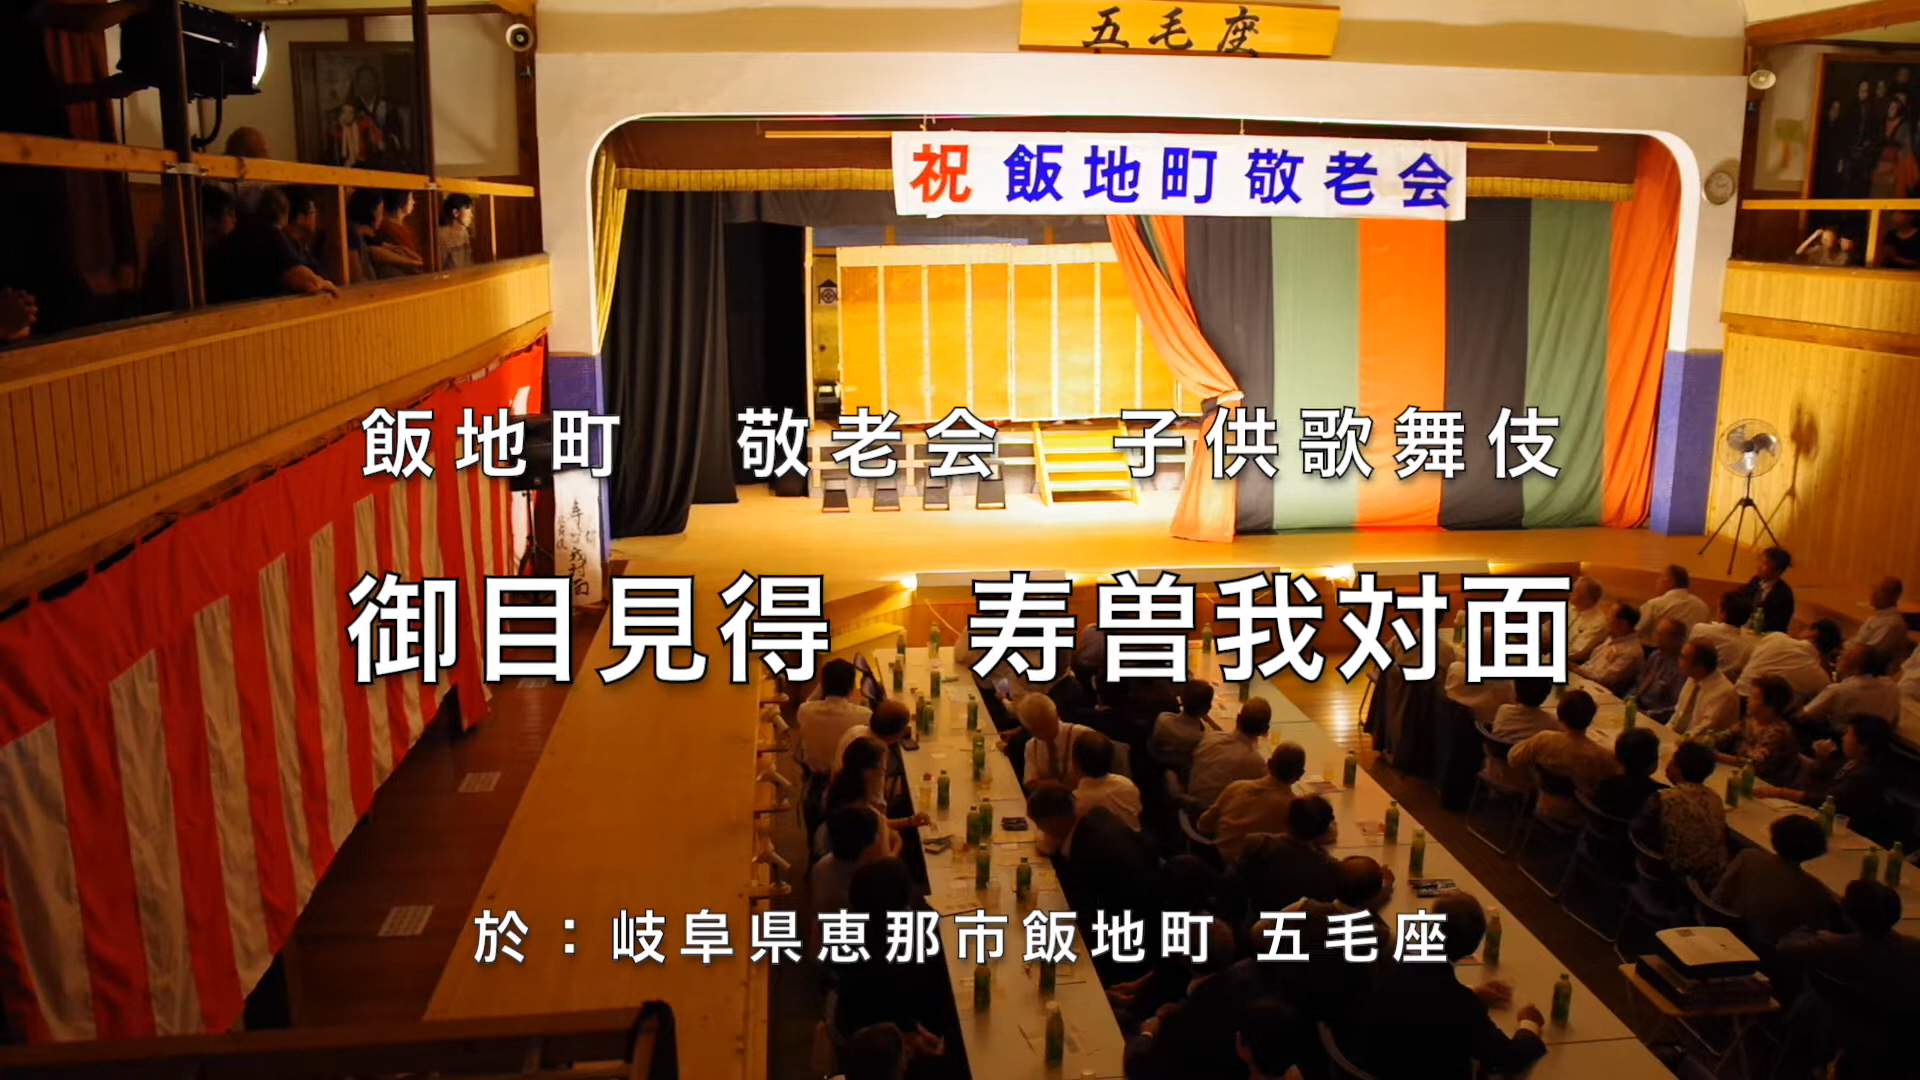 五毛座
祝 飯地町敬老会
飯地町　敬老会　子供歌舞伎
御目見得　寿曽我対面
於：岐阜県恵那市飯地町 五毛座